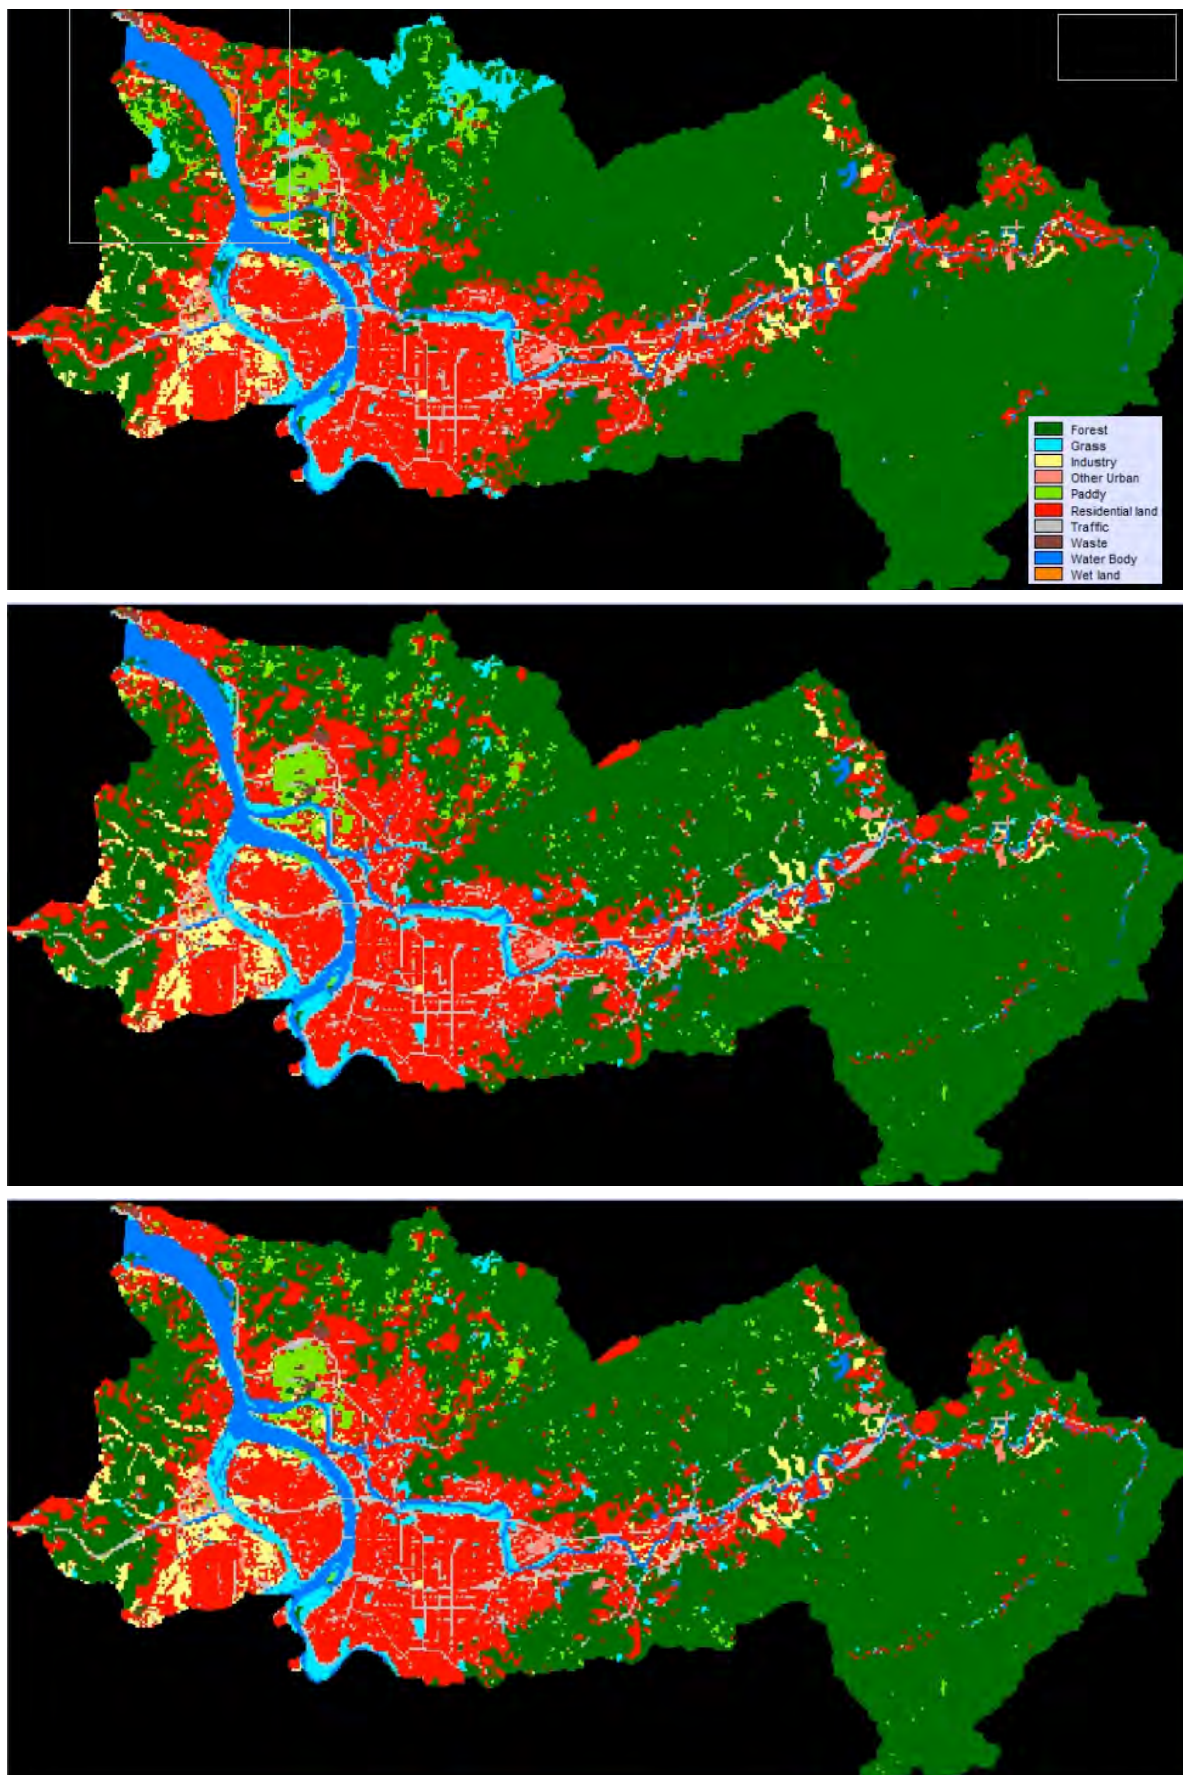 Forest
Grass
Industry
Other Urban
Paddy
Residential land
Traffic
Waste
Water Body
Wet land